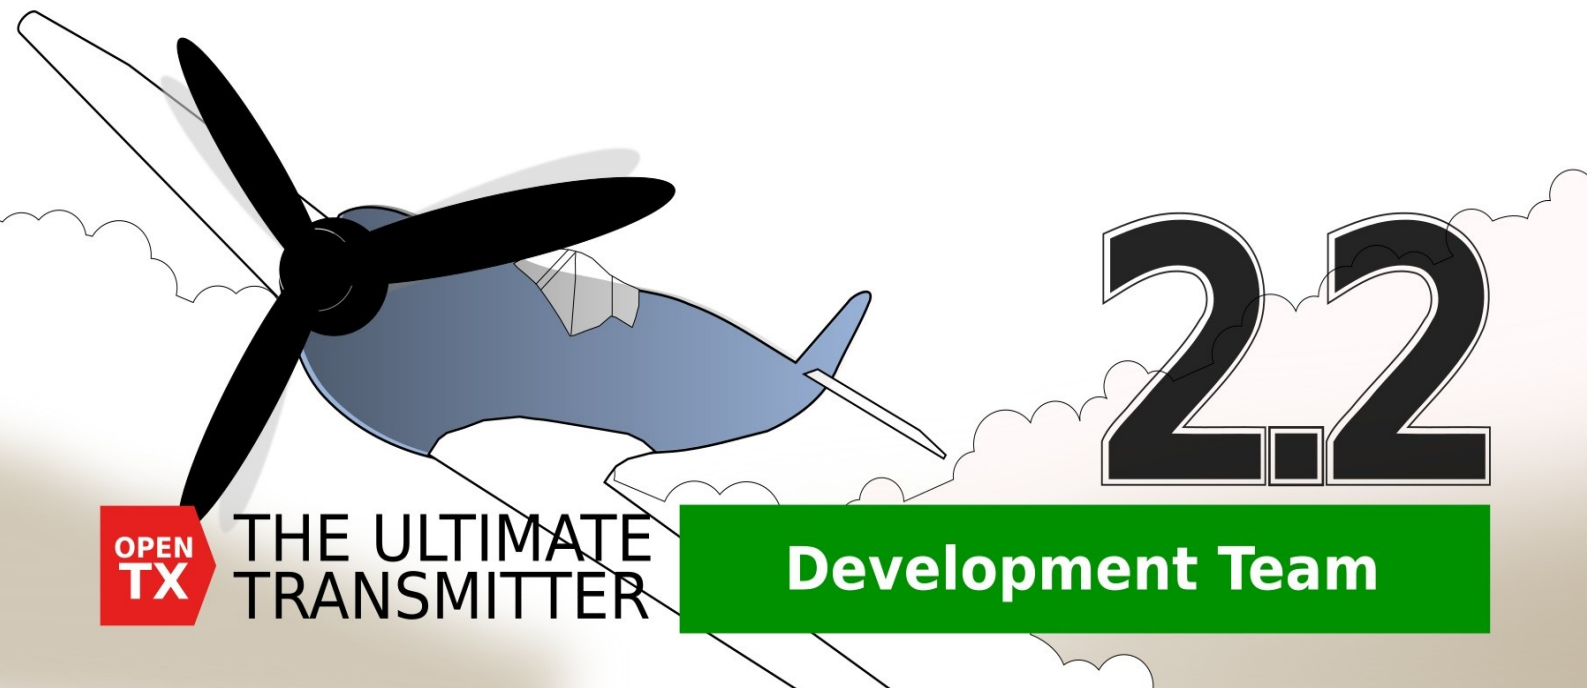 2.2
OPEN
TX
THE ULTIMATE
TRANSMITTER
Development Team